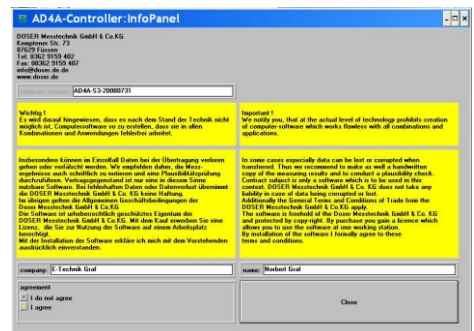 AD4A-Controller:InfoPanel
DOSER Messtechnik GmbH & Co.KG
Kemptener Str. 73
87629 Füssen
Tel: 8362 9159 482
Fax: 08362 9159 487
info@doser.de.de
www.doser.de
software version: AD4A-S3-20080731
Wichtig !
Es wird darauf hingewiesen, dass es nach dem Stand der Technik nicht
möglich ist, Computersoftware so zu erstellen, dass sie in allen
Kombinationen und Anwendungen fehlerfrei arbeitet.
Important !
We notify you, that at the actual level of technology prohibits creation
of computer-software which works flawless with all combinations and
applications.
Insbesondere können in Einzelfall Daten bei der Übertragung verloren
gehen oder verfälscht werden. Wir empfehlen daher, die Mess-
ergebnisse auch schriftlich zu notieren und eine Plausibilitätsprüfung
durchzuführen. Vertragsgegenstand ist nur eine in diesem Sinne
nutzbare Software. Bei fehlerhaften Daten oder Datenverlust übernimmt
die DOSER Messtechnik GmbH & Co. KG keine Haftung.
Im übrigen gelten die Allgemeinen Geschäftsbedingungen der
Doser Messtechnik GmbH & Co.KG
Die Software ist urheberrechtlich geschütztes Eigentum der
DOSER Messtechnik GmbH & Co. KG. Mit dem Kauf erwerben Sie eine
Lizenz, die Sie zur Nutzung der Software auf einem Arbeitsplatz
berechtigt.
Mit der Installation der Software erkläre ich mich mit dem Vorstehenden
ausdrücklich einverstanden.
In some cases especially data can be lost or corrupted when
transferred. Thus we recommend to make as well a handwritten
copy of the measuring results and to conduct a plausibility check.
Contract subject is only a software which is to be used in this
context. DOSER Messtechnik GmbH & Co. KG does not take any
liability in case of data being corrupted or lost.
Additionally the General Terms and Conditions of Trade from the
DOSER Messtechnik GmbH & Co.KG apply.
The software is freehold of the Doser Messtechnik GmbH & Co.KG
and protected by copy-right. By purchase you gain a licence which
allows you to use the software at one working station.
By installation of the software I formally agree to these
terms and conditions.
company: E-Technik Graf
name: Norbert Graf
agreement
I do not agree
I agree
Close